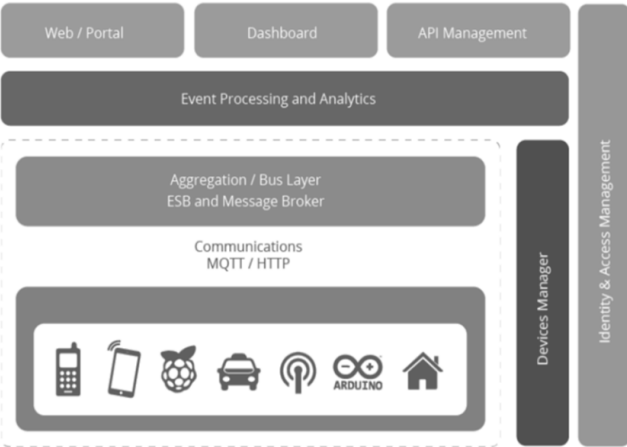 Web / Portal
Dashboard
API Management
Event Processing and Analytics
Aggregation / Bus Layer
ESB and Message Broker
Communications
MQTT / HTTP
ARDUINO
Devices Manager
Identity & Access Management